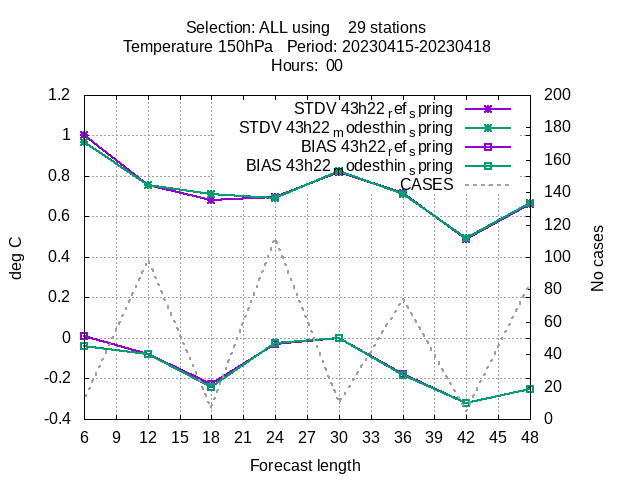 Selection: ALL using 29 stations
Temperature 150hPa Period: 20230415-20230418
Hours: 00
STDV 43h22_ref_spring
STDV 43h22_modesthin_spring
BIAS 43h22_ref_spring
BIAS 43h22_modesthin_spring
CASES
deg C
1.2
1
0.8
0.6
0.4
0.2
0
-0.2
-0.4
200
180
160
140
120
100
80
60
40
20
0
No cases
6 9 12 15 18 21 24 27 30 33 36 39 42 45 48
Forecast length